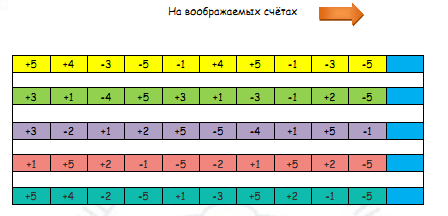 На воображаемых счётах
+5 +4 -3 -5 -1 +4 +5 -1 -3 -5
+3 +1 -4 +5 +3 +1 -3 -1 +2 -5
+3 -2 +1 +2 +5 -5 -4 +1 +5 -1
+1 +5 +2 -1 -5 -2 +1 +5 +2 -5
+5 +4 -2 -5 +1 -3 +5 +2 -1 -5